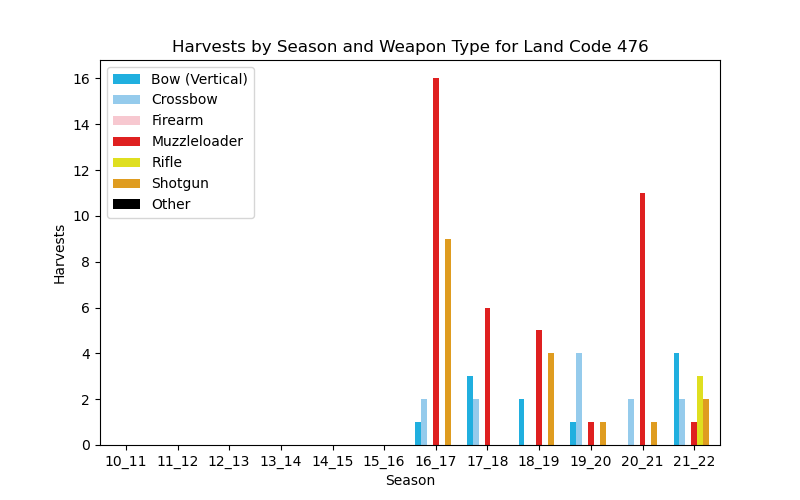 Harvests by Season and Weapon Type for Land Code 476
Bow (Vertical)
Crossbow
Firearm
Muzzleloader
Rifle
Shotgun
Other
16
14
12
10
8
6
4
2
0
Harvests
10_11 11_12 12_13 13_14 14_15 15_16 16_17 17_18 18_19 19_20 20_21 21_22
Season